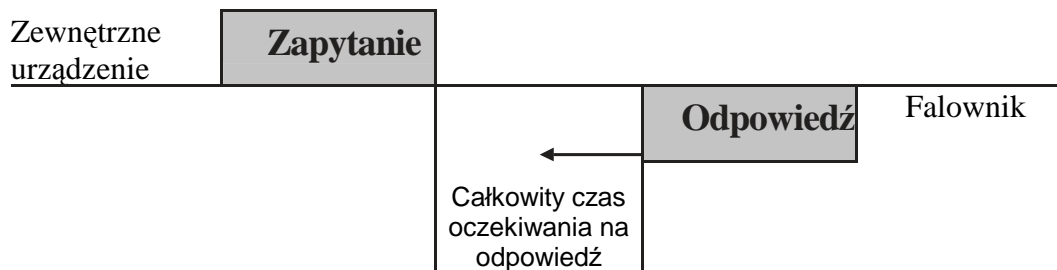 Zewnętrzne
urządzenie
Zapytanie
Odpowiedź
Falownik
Całkowity czas
oczekiwania na
odpowiedź